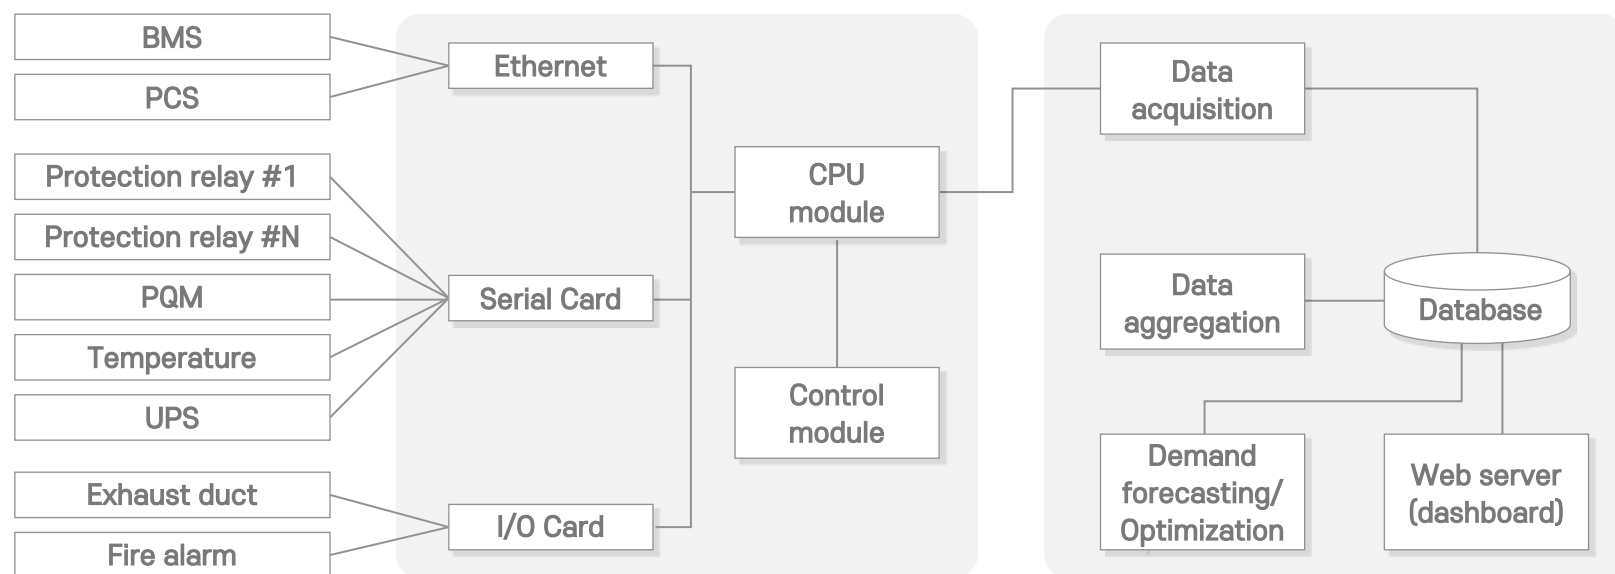 BMS
PCS
Protection relay #1
Protection relay #N
PQM
Temperature
UPS
Exhaust duct
Fire alarm
Ethernet
Serial Card
I/O Card
CPU
module
Control
module
Data
acquisition
Data
aggregation
Database
Demand
forecasting/
Optimization
Web server
(dashboard)